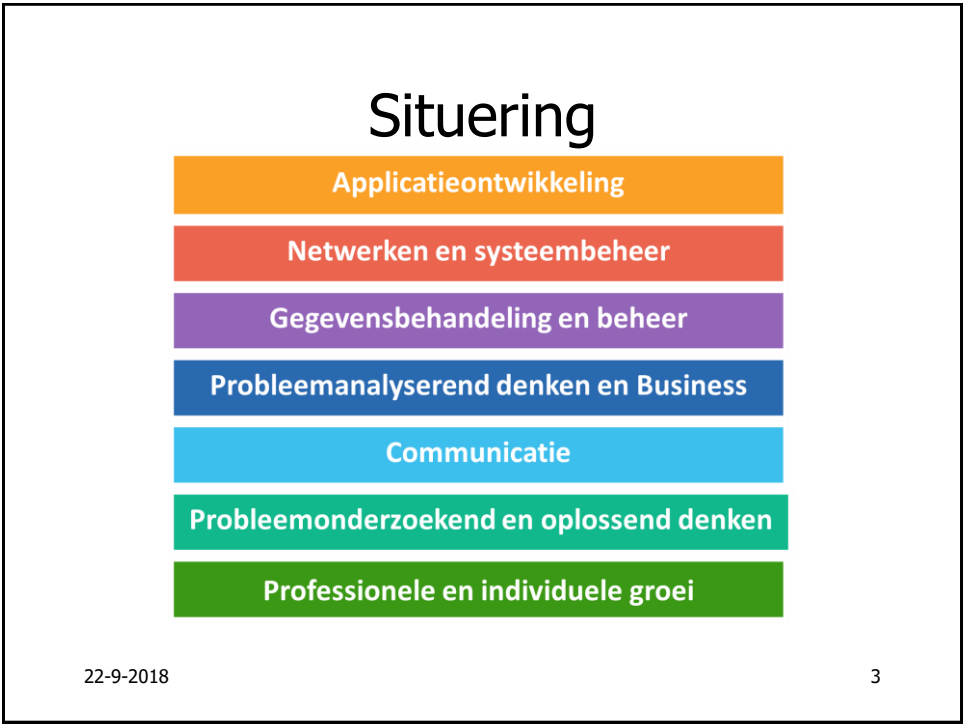 Situering
Applicatieontwikkeling
Netwerken en systeembeheer
Gegevensbehandeling en beheer
Probleemanalyserend denken en Business
Communicatie
Probleemonderzoekend en oplossend denken
Professionele en individuele groei
22-9-2018
3